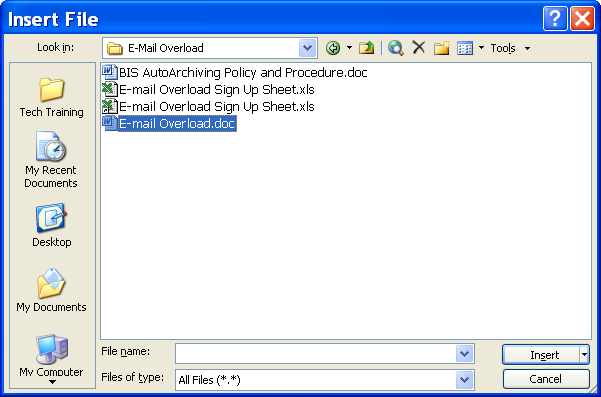 Insert File
Look in: E-Mail Overload Tools
BIS AutoArchiving Policy and Procedure.doc
E-mail Overload Sign Up Sheet.xls
E-mail Overload Sign Up Sheet.xls
E-mail Overload.doc
Tech Training
My Recent
Documents
Desktop
My Documents
My Computer
File name: Insert
Files of type: All Files (*.*) Cancel